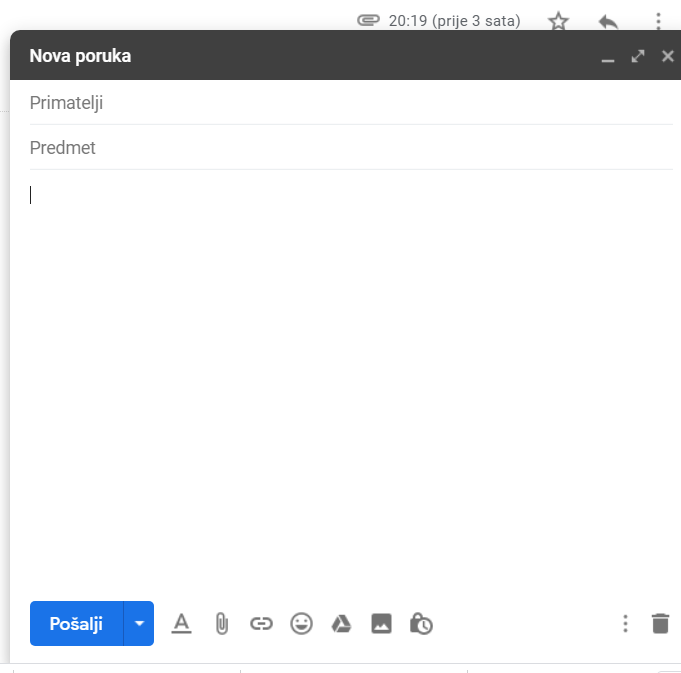 20:19 (prije 3 sata)
Nova poruka
Primatelji
Predmet
Pošalji